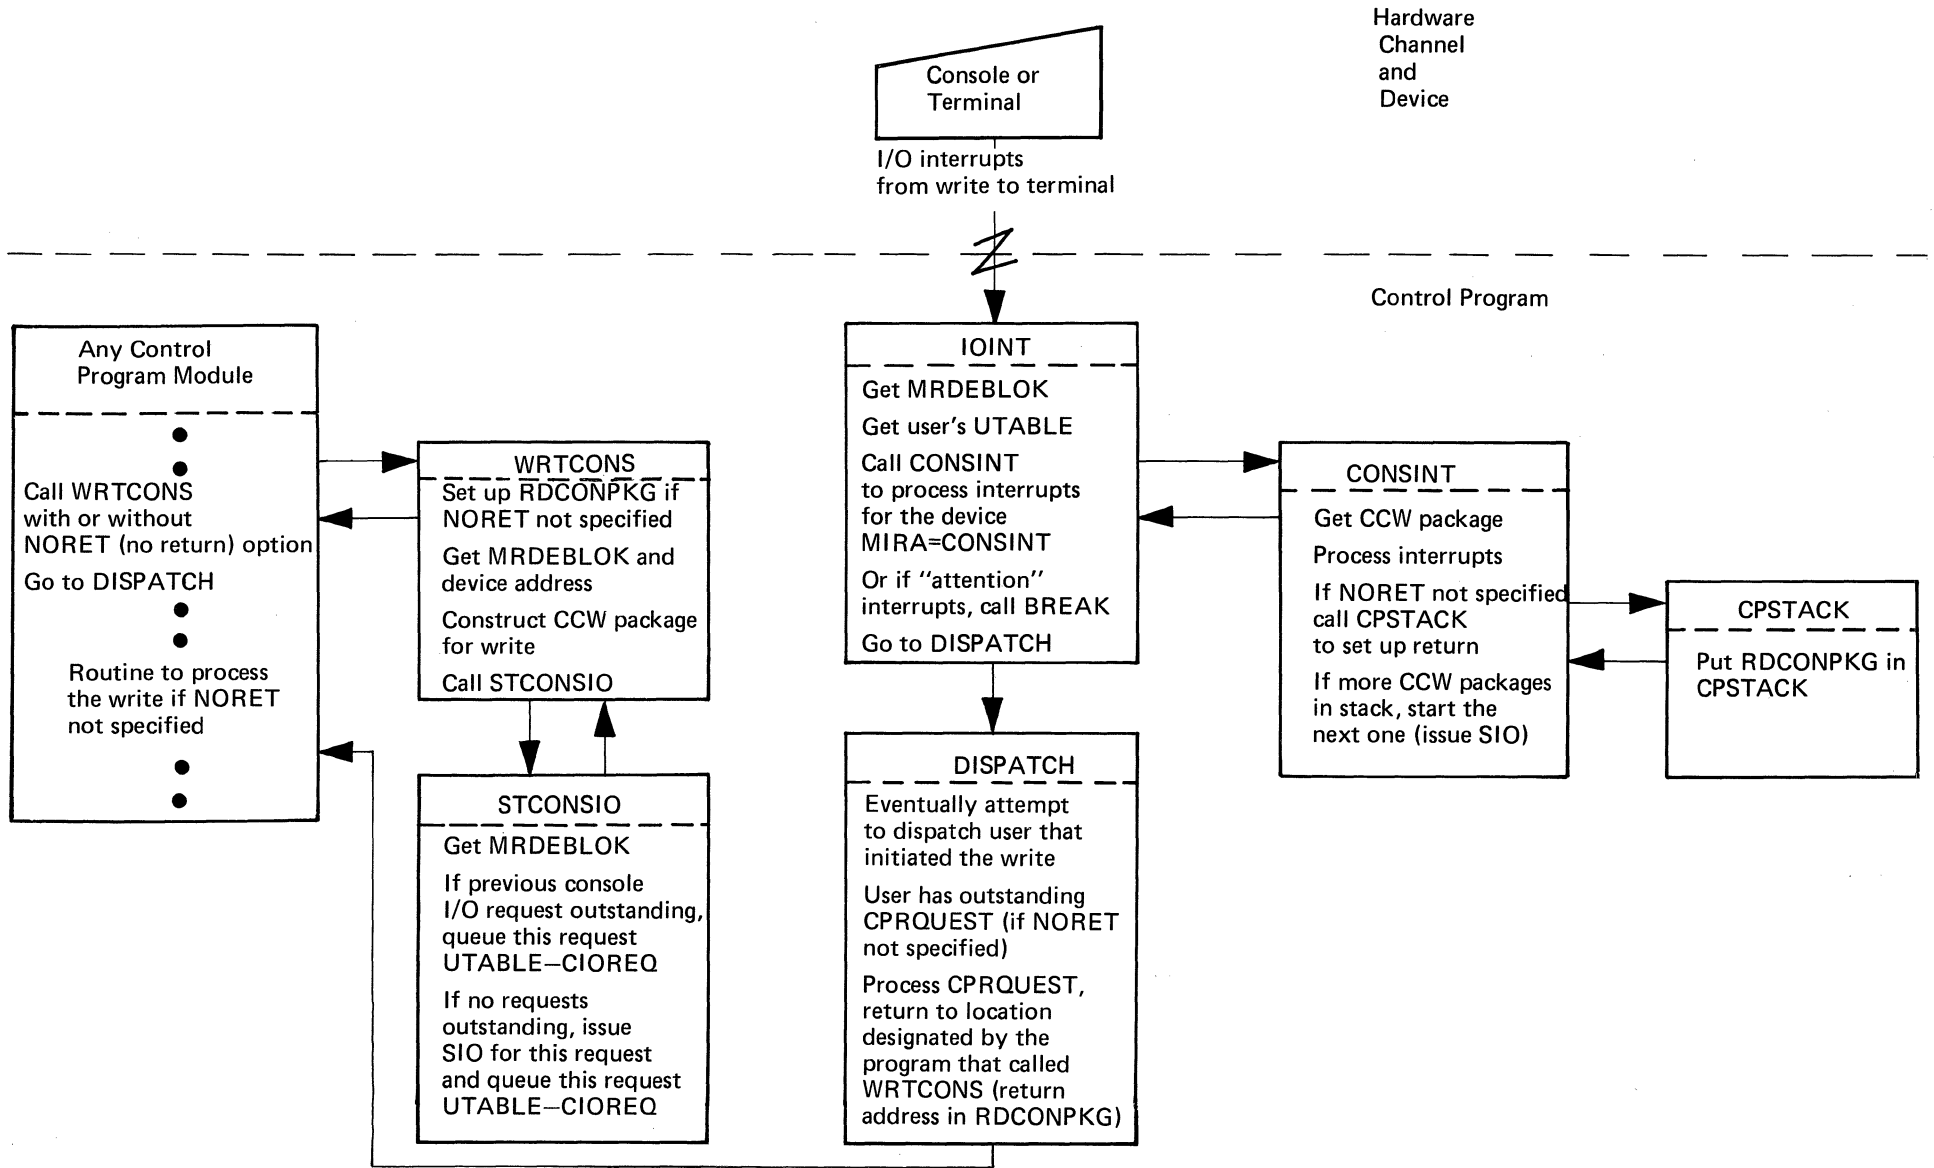 Hardware
Channel
and
Device
Console or
Terminal
I/O interrupts
from write to terminal
Control Program
Any Control
Program Module
Call WRTCONS
with or without
NORET (no return) option
Go to DISPATCH
Routine to process
the write if NORET
not specified
WRTCONS
Set up RDCONPKG if
NORET not specified
Get MRDEBLOK and
device address
Construct CCW package
for write
Call STCONSIO
STCONSIO
Get MRDEBLOK
If previous console
I/O request outstanding,
queue this request
UTABLE—CIOREQ
If no requests
outstanding, issue
SIO for this request
and queue this request
UTABLE—CIOREQ
IOINT
Get MRDEBLOK
Get user's UTABLE
Call CONSINT
to process interrupts
for the device
MIRA=CONSINT
Or if “attention”
interrupts, call BREAK
Go to DISPATCH
DISPATCH
Eventually attempt
to dispatch user that
initiated the write
User has outstanding
CPRQUEST (if NORET
not specified)
Process CPRQUEST,
return to location
designated by the
program that called
WRTCONS (return
address in RDCONPKG)
CONSINT
Get CCW package
Process interrupts
If NORET not specified
call CPSTACK
to set up return
If more CCW packages
in stack, start the
next one (issue SIO)
CPSTACK
Put RDCONPKG in
CPSTACK